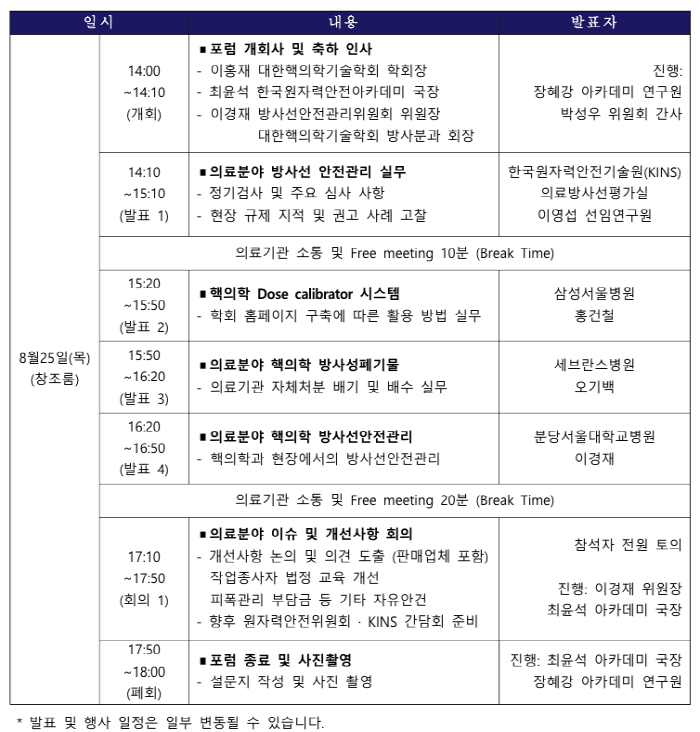 일시 내용 발표자
8월25일(목)
(창조룸)
14:00
~14:10
(개회)
■포럼 개회사 및 축하 인사
- 이홍재 대한핵의학기술학회 학회장
- 최윤석 한국원자력안전아카데미 국장
- 이경재 방사선안전관리위원회 위원장
대한핵의학기술학회 방사분과 회장
진행:
장혜강 아카데미 연구원
박성우 위원회 간사
14:10
~15:10
(발표 1)
■의료분야 방사선 안전관리 실무
- 정기검사 및 주요 심사 사항
- 현장 규제 지적 및 권고 사례 고찰
한국원자력안전기술원(KINS)
의료방사선평가실
이영섭 선임연구원
의료기관 소통 및 Free meeting 10분 (Break Time)
15:20
~15:50
(발표 2)
■핵의학 Dose calibrator 시스템
- 학회 홈페이지 구축에 따른 활용 방법 실무
삼성서울병원
홍건철
15:50
~16:20
(발표 3)
■의료분야 핵의학 방사성폐기물
- 의료기관 자체처분 배기 및 배수 실무
세브란스병원
오기백
16:20
~16:50
(발표 4)
■의료분야 핵의학 방사선안전관리
- 핵의학과 현장에서의 방사선안전관리
분당서울대학교병원
이경재
의료기관 소통 및 Free meeting 20분 (Break Time)
17:10
~17:50
(회의 1)
■의료분야 이슈 및 개선사항 회의
- 개선사항 논의 및 의견 도출 (판매업체 포함)
작업종사자 법정 교육 개선
피폭관리 부담금 등 기타 자유안건
- 향후 원자력안전위원회 · KINS 간담회 준비
참석자 전원 토의
진행: 이경재 위원장
최윤석 아카데미 국장
17:50
~18:00
(폐회)
■포럼 종료 및 사진촬영
- 설문지 작성 및 사진 촬영
진행: 최윤석 아카데미 국장
장혜강 아카데미 연구원
* 발표 및 행사 일정은 일부 변동될 수 있습니다.